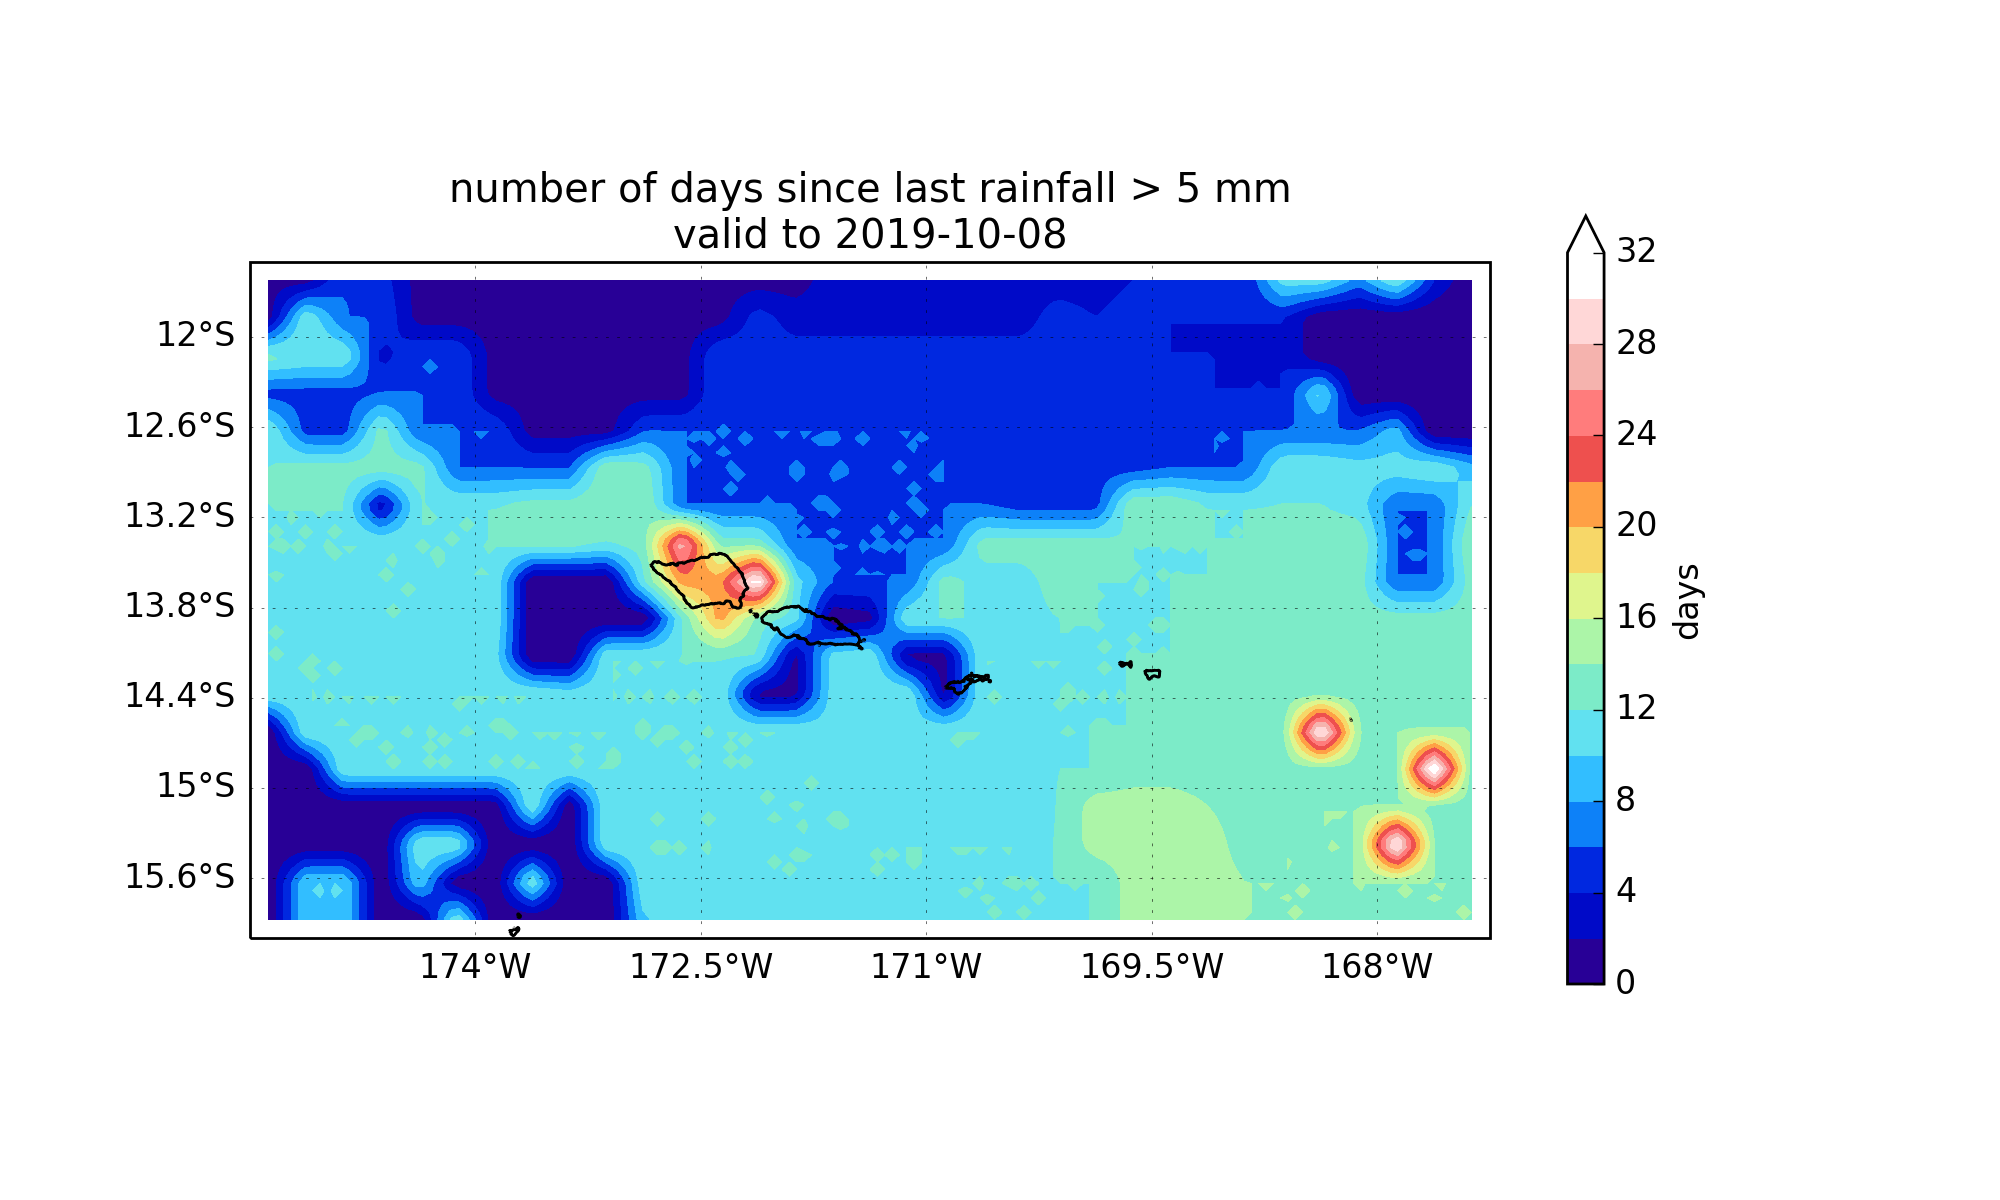 number of days since last rainfall > 5 mm
valid to 2019-10-08
12°S
12.6°S
13.2°S
13.8°S
14.4°S
15°S
15.6°S
174°W
172.5°W
171°W
169.5°W
168°W
32
28
24
20
16
12
8
4
0
days